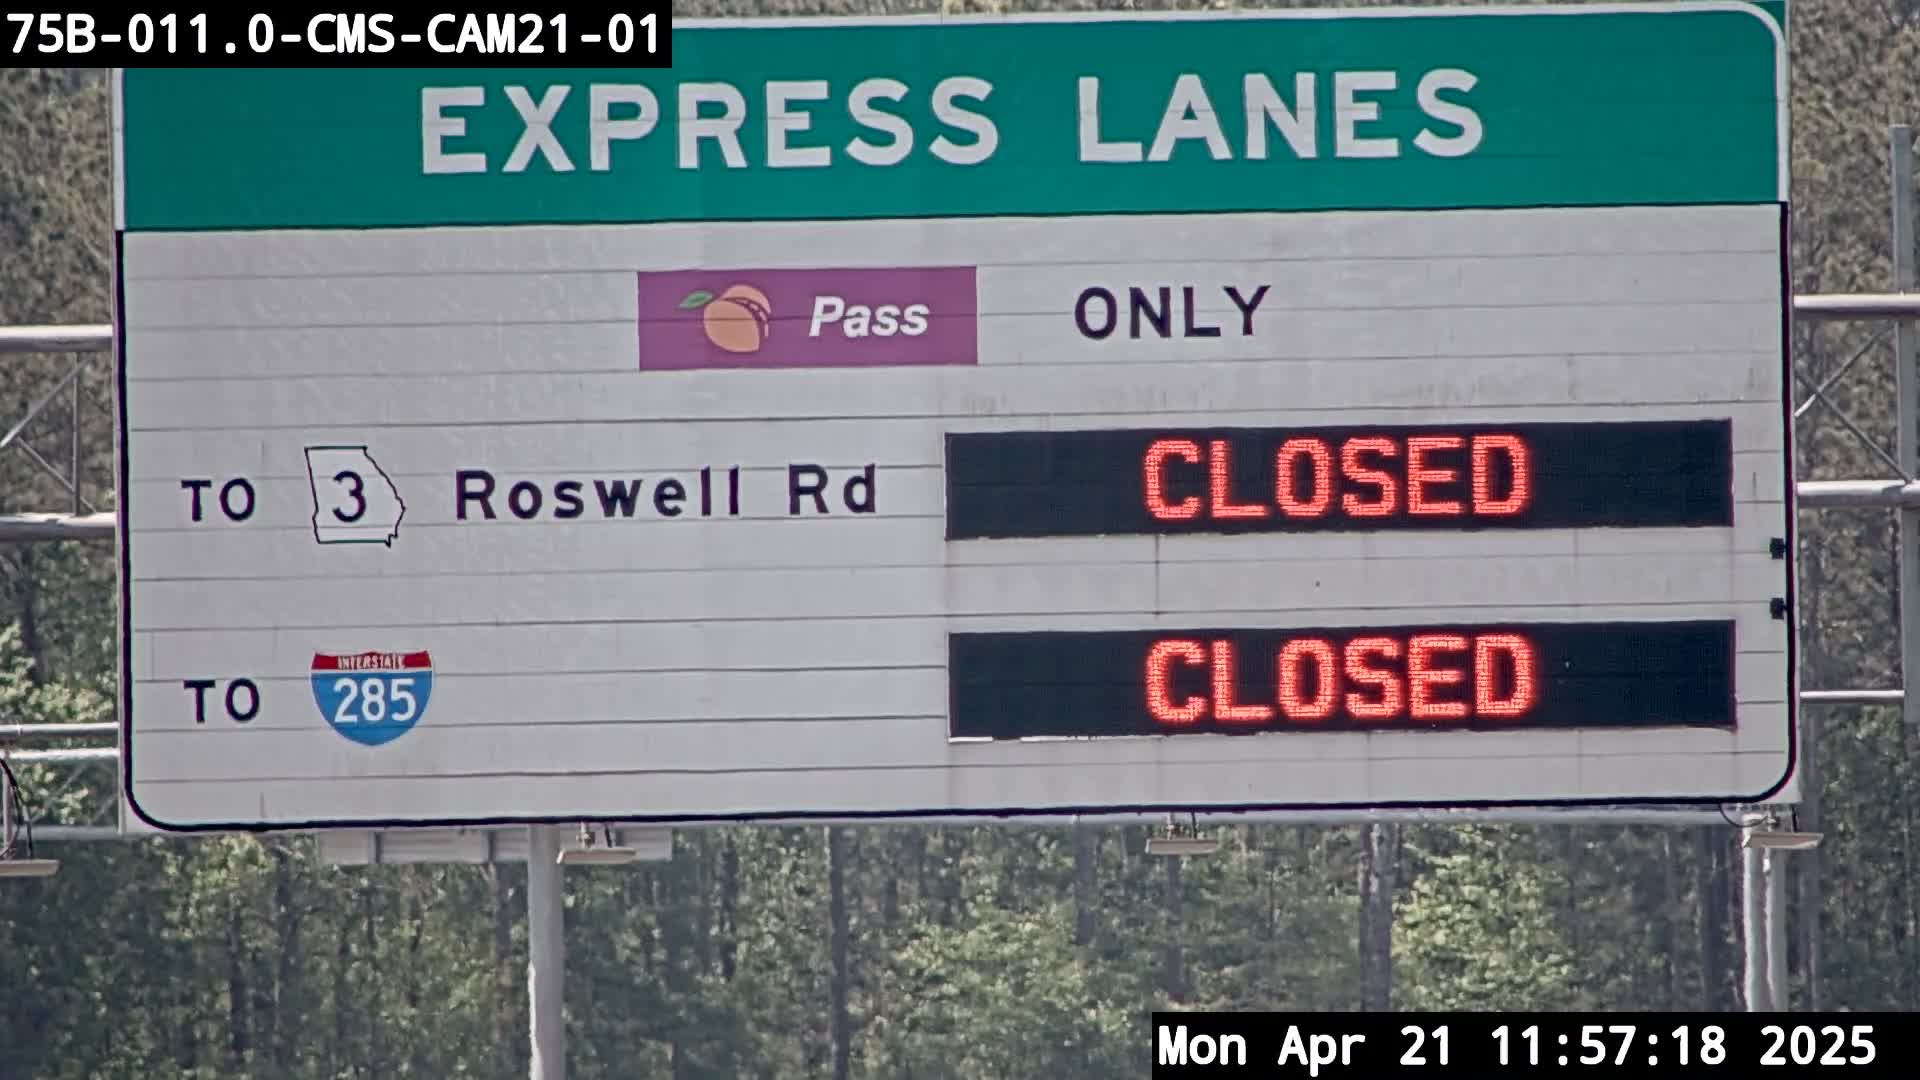 75B-011.0-CMS-CAM21-01
EXPRESS LANES
Pass ONLY
TO 3 Roswell Rd CLOSED
INTERSTATE
TO 285 CLOSED
Mon Apr 21 11:57:18 2025